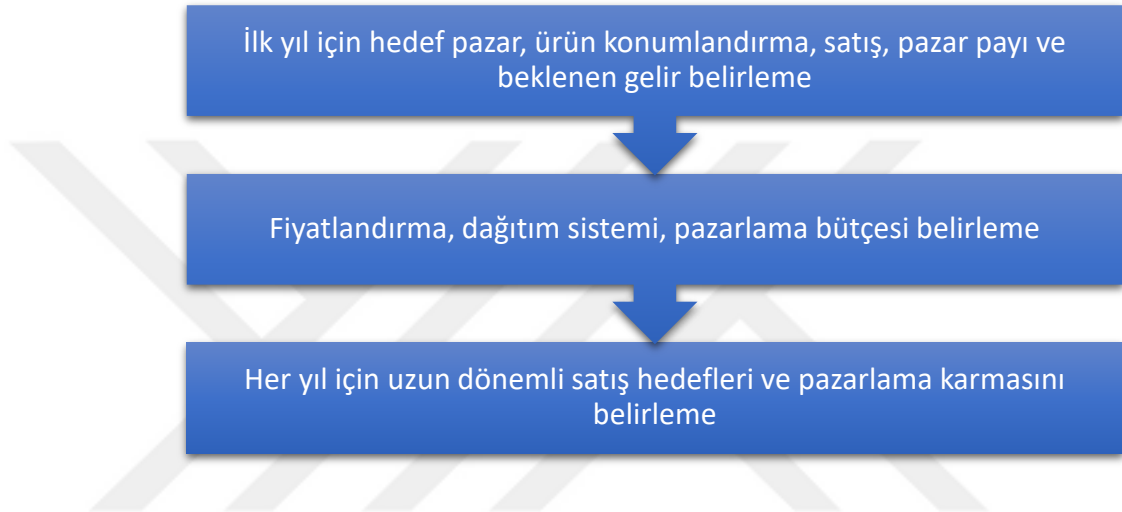 İlk yıl için hedef pazar, ürün konumlandırma, satış, pazar payı ve
beklenen gelir belirleme
Fiyatlandırma, dağıtım sistemi, pazarlama bütçesi belirleme
Her yıl için uzun dönemli satış hedefleri ve pazarlama karmasını
belirleme